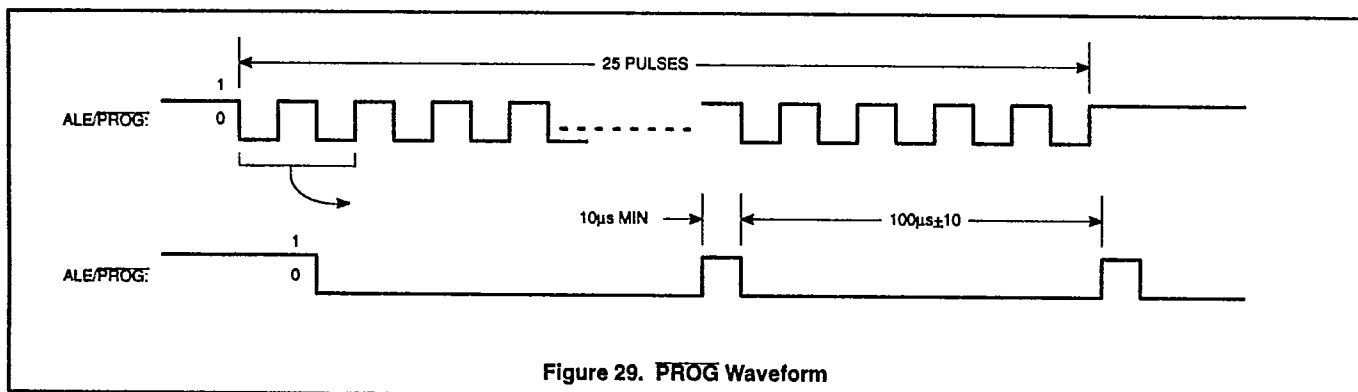 25 PULSES
1
ALE/PROG:
0
10µs MIN
100µs±10
1
ALE/PROG:
0
Figure 29. PROG Waveform